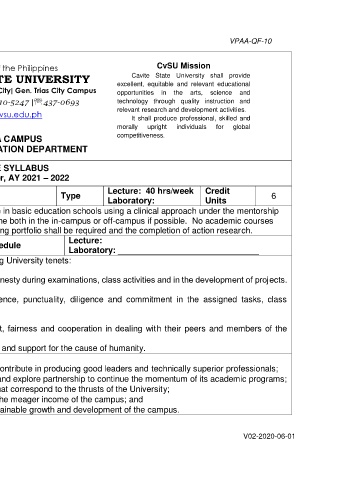 VPAA-QF-10
f the Philippines
TE UNIVERSITY
City| Gen. Trias City Campus
10-5247 |☏437-0693
vsu.edu.ph
A CAMPUS
ATION DEPARTMENT
CvSU Mission
Cavite State University shall provide
excellent, equitable and relevant educational
opportunities in the arts, science and
technology through quality instruction and
relevant research and development activities.
It shall produce professional, skilled and
morally upright individuals for global
competitiveness.
E SYLLABUS
r, AY 2021 – 2022
Type Lecture: 40 hrs/week Credit 6
Laboratory: Units
e in basic education schools using a clinical approach under the mentorship
ne both in the in-campus or off-campus if possible. No academic courses
ng portfolio shall be required and the completion of action research.
edule Lecture:
Laboratory:
g University tenets:
nesty during examinations, class activities and in the development of projects.
ence, punctuality, diligence and commitment in the assigned tasks, class
t, fairness and cooperation in dealing with their peers and members of the
and support for the cause of humanity.
ontribute in producing good leaders and technically superior professionals;
and explore partnership to continue the momentum of its academic programs;
at correspond to the thrusts of the University;
he meager income of the campus; and
ainable growth and development of the campus.
V02-2020-06-01